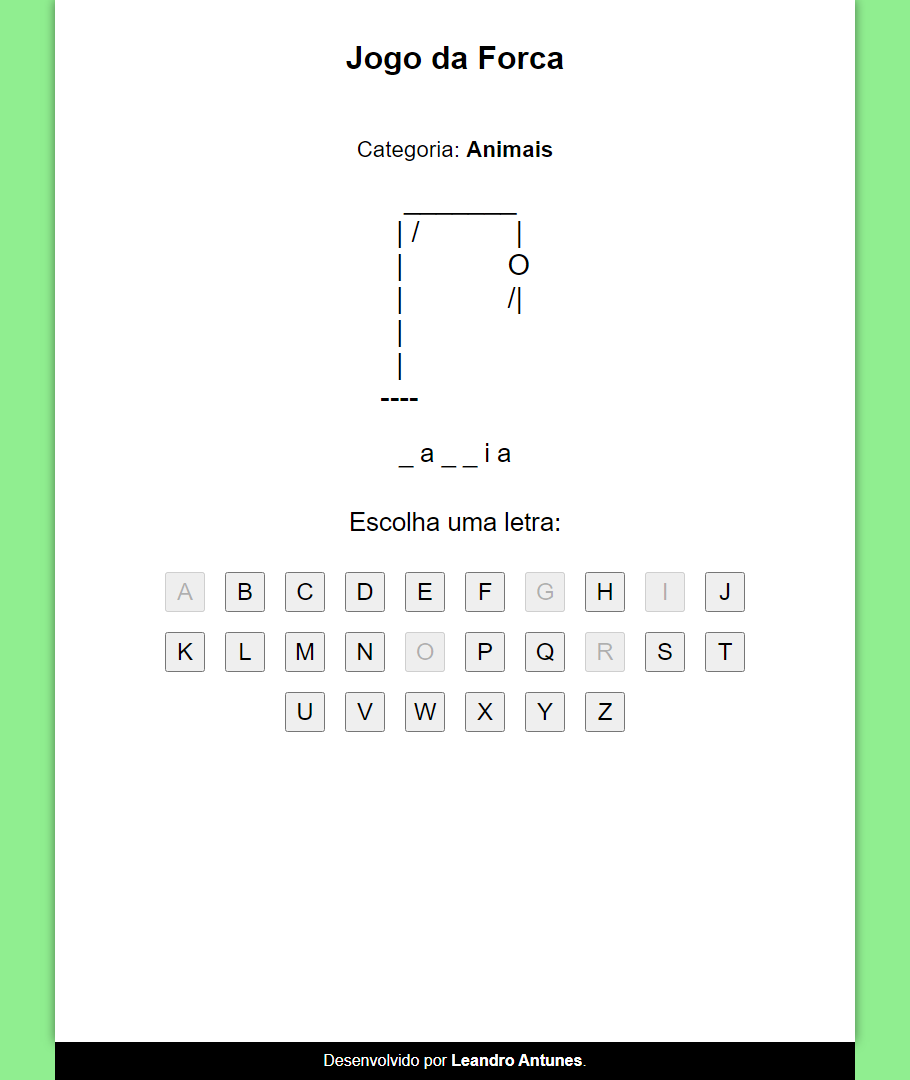 Jogo da Forca
Categoria: Animais
________
| / |
| O
| /|
|
|
----
_ a _ _ i a
Escolha uma letra:
A B C D E F G H I J
K L M N O P Q R S T
U V W X Y Z
Desenvolvido por Leandro Antunes.